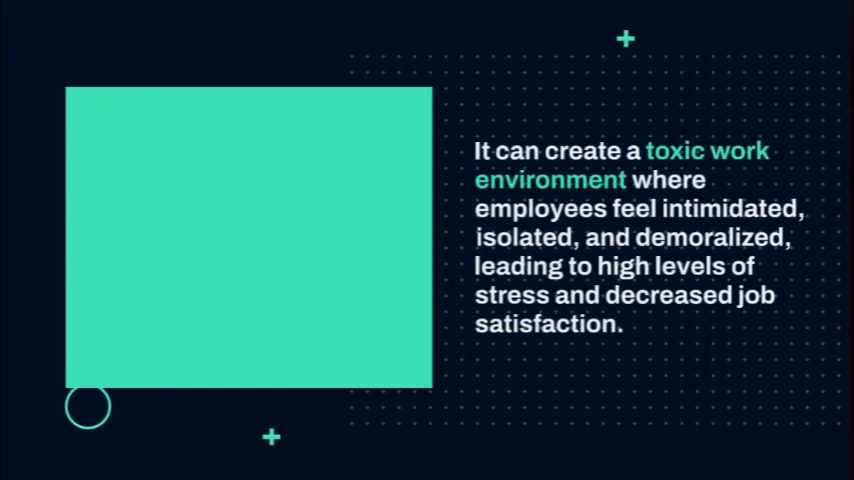 It can create a toxic work
environment where
employees feel intimidated,
isolated, and demoralized,
leading to high levels of
stress and decreased job
satisfaction.